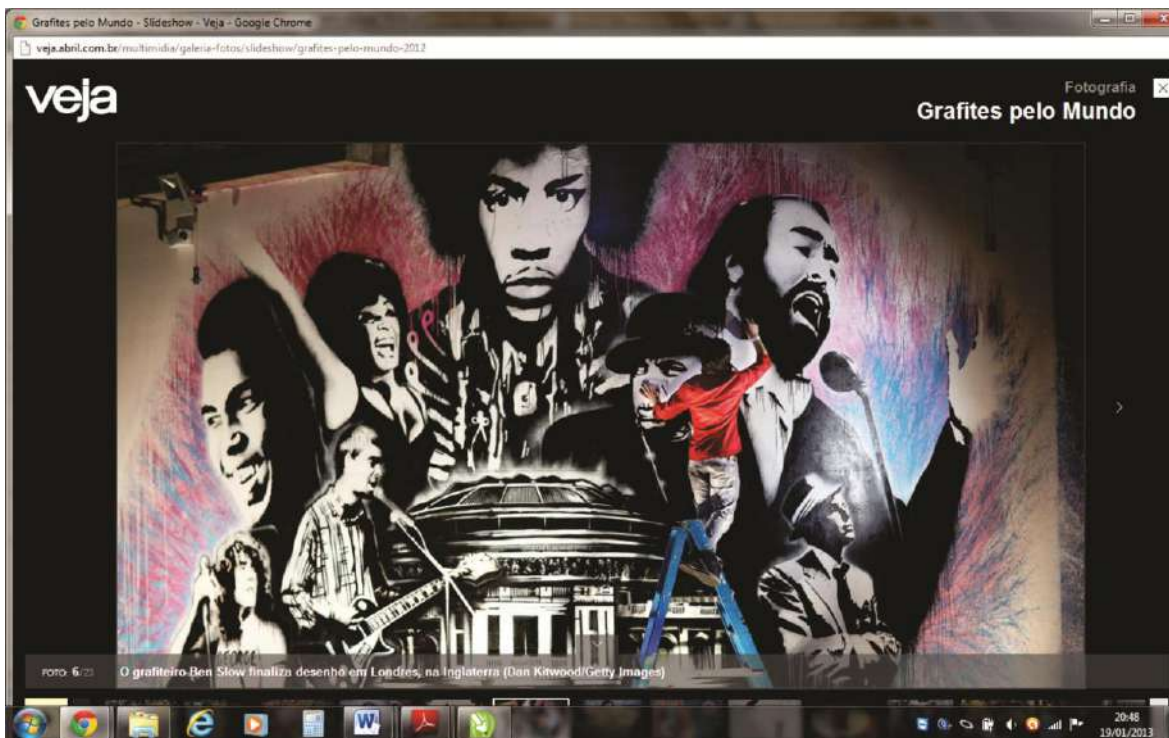 Grafites pelo Mundo - Slideshow - Veja - Google Chrome
veja.abril.com.br/multimidia/galeria-fotos/slideshow/grafites-pelo-mundo-2012
veja
Fotografia
Grafites pelo Mundo
FOTO: 6/23 O grafiteiro Ben Slow finaliza desenho em Londres, na Inglaterra (Dan Kitwood/Getty Images)
20:48
19/01/2013